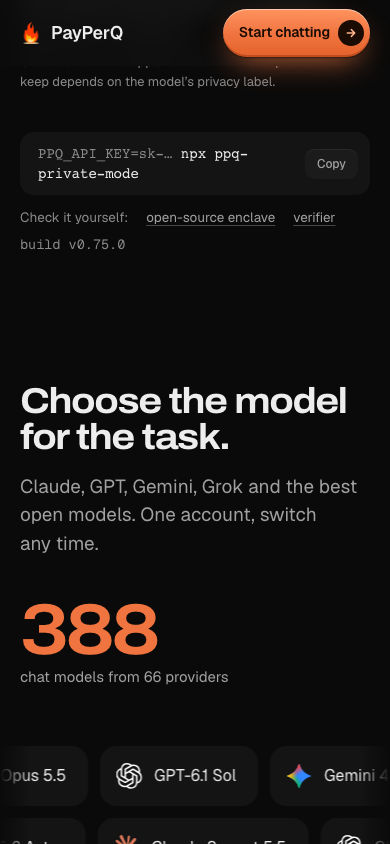 PayPerQ
Start chatting
keep depends on the model's privacy label.
PPQ_API_KEY=sk-… npx ppq-
private-mode
Copy
Check it yourself: open-source enclave verifier
build v0.75.0
Choose the model
for the task.
Claude, GPT, Gemini, Grok and the best
open models. One account, switch
any time.
388
chat models from 66 providers
Opus 5.5
GPT-6.1 Sol
Gemini